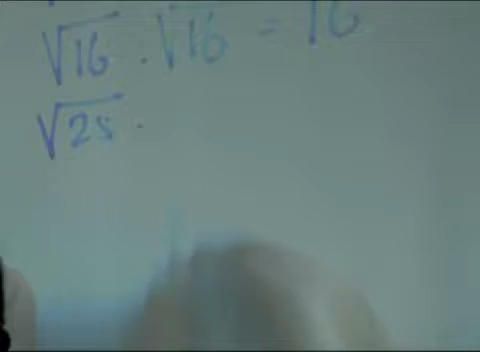 √16 · √16 = 16
√25 ·